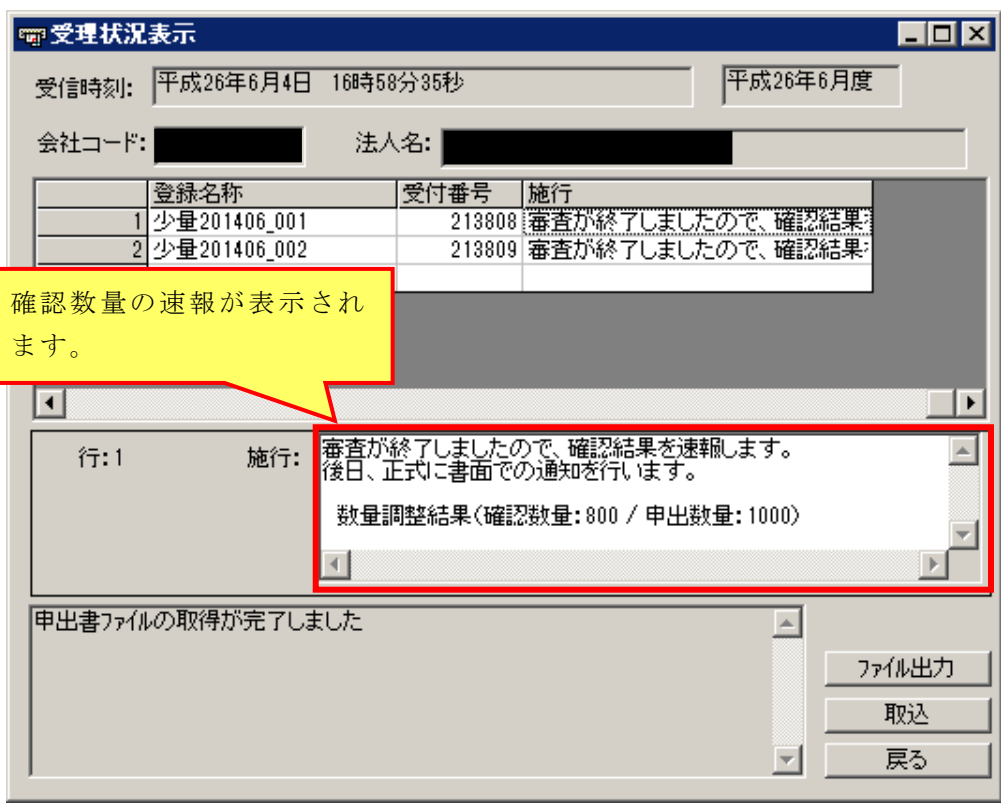 受理状況表示
受信時刻: 平成26年6月4日 16時58分35秒 平成26年6月度
会社コード: 法人名:
登録名称 受付番号 施行
1 少量201406_001 213808 審査が終了しましたので、確認結果
2 少量201406_002 213809 審査が終了しましたので、確認結果
確認数量の速報が表示され
ます。
行:1 施行:
審査が終了しましたので、確認結果を速報します。
後日、正式に書面での通知を行います。
数量調整結果(確認数量:800 / 申出数量:1000)
申出書ファイルの取得が完了しました
ファイル出力
取込
戻る